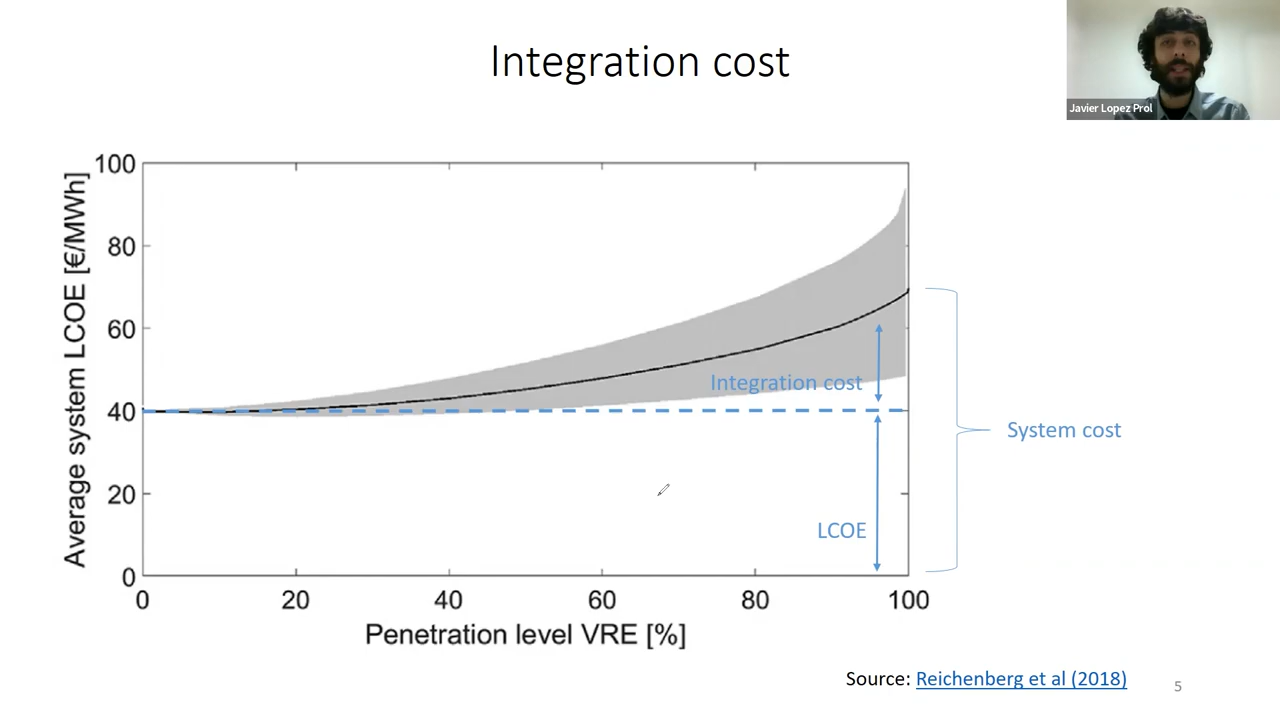 Integration cost
Javier Lopez Prol
Average system LCOE [€/MWh]
100
80
60
40
20
0
Integration cost
LCOE
System cost
0 20 40 60 80 100
Penetration level VRE [%]
Source: Reichenberg et al (2018)
5